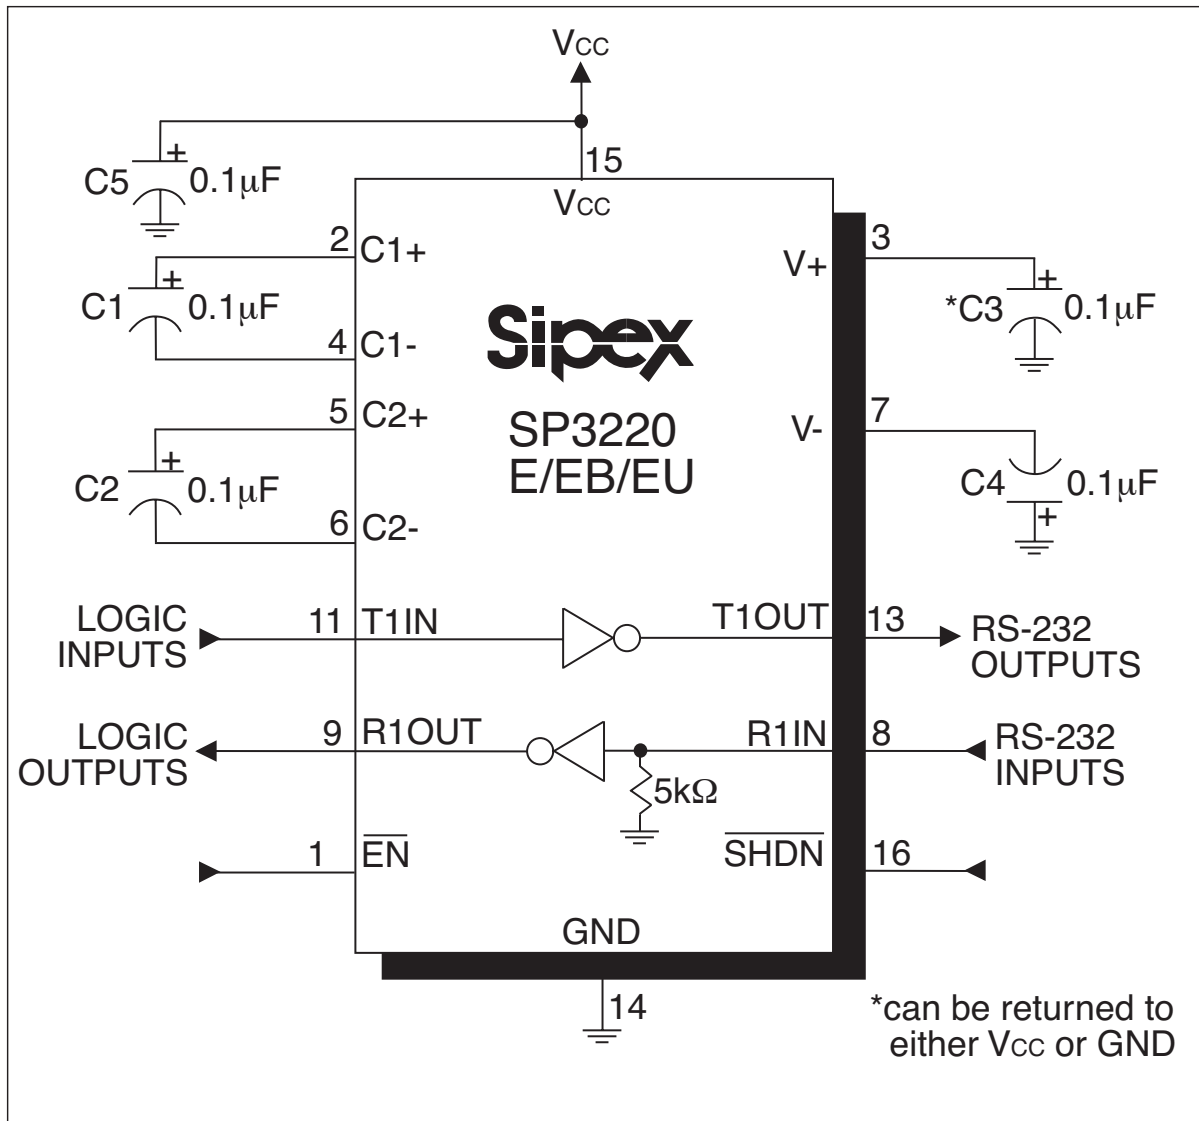 VCC
15
VCC
+
C5
0.1µF
2
C1+
+
C1
0.1µF
4
C1-
5
C2+
+
C2
0.1µF
6
C2-
Sipex
SP3220
E/EB/EU
3
V+
+
*C3
0.1µF
7
V-
C4
0.1µF
+
LOGIC
INPUTS
11
T1IN
T1OUT
13
RS-232
OUTPUTS
LOGIC
OUTPUTS
9
R1OUT
R1IN
8
RS-232
INPUTS
5kΩ
1
E̅N̅
S̅H̅D̅N̅
16
GND
14
*can be returned to
either VCC or GND